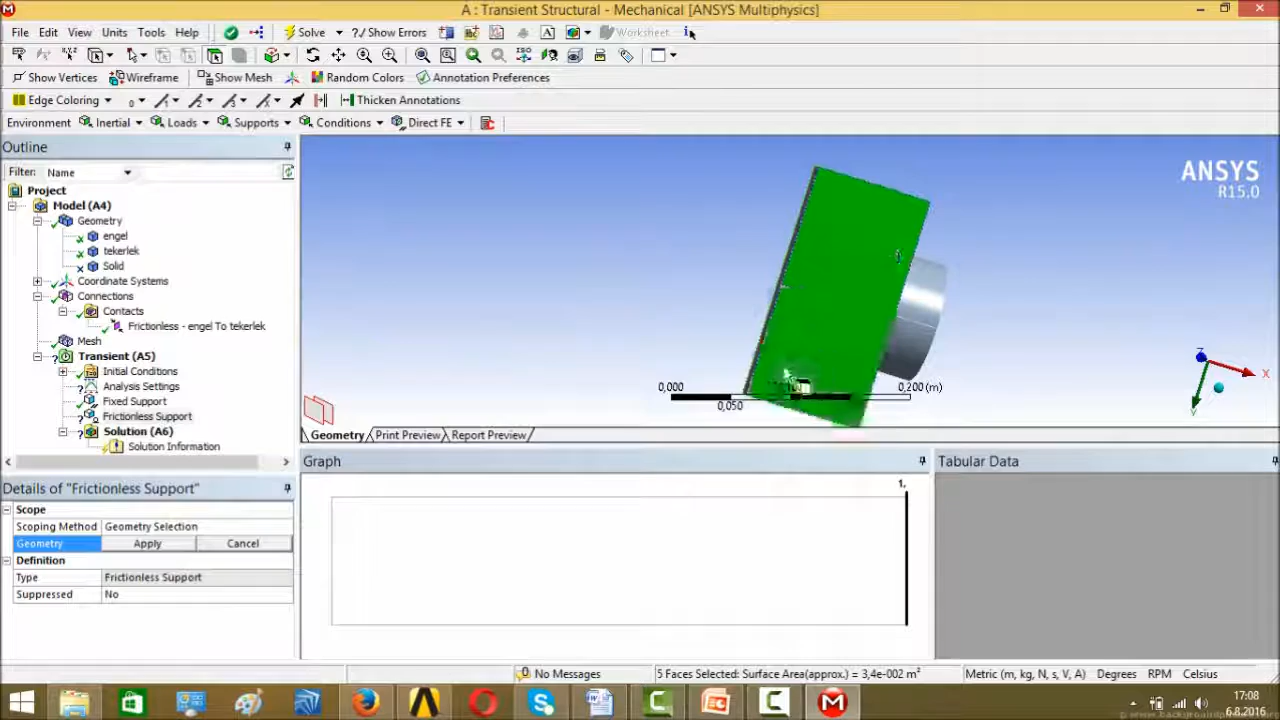 A : Transient Structural - Mechanical [ANSYS Multiphysics]
File Edit View Units Tools Help Solve ?/ Show Errors Worksheet
Show Vertices Wireframe Show Mesh Random Colors Annotation Preferences
Edge Coloring Thicken Annotations
Environment Inertial Loads Supports Conditions Direct FE
Outline
Filter: Name
Project
Model (A4)
Geometry
engel
tekerlek
Solid
Coordinate Systems
Connections
Contacts
Frictionless - engel To tekerlek
Mesh
Transient (A5)
Initial Conditions
Analysis Settings
Fixed Support
Frictionless Support
Solution (A6)
Solution Information
ANSYS
R15.0
0,000
0,200 (m)
0,050
Z
X
Y
Geometry Print Preview Report Preview
Details of "Frictionless Support"
Scope
Scoping Method Geometry Selection
Geometry Apply Cancel
Definition
Type Frictionless Support
Suppressed No
Graph
1,
Tabular Data
No Messages
5 Faces Selected: Surface Area(approx.) = 3,4e-002 m²
Metric (m, kg, N, s, V, A) Degrees RPM Celsius
17:08
6.8.2016